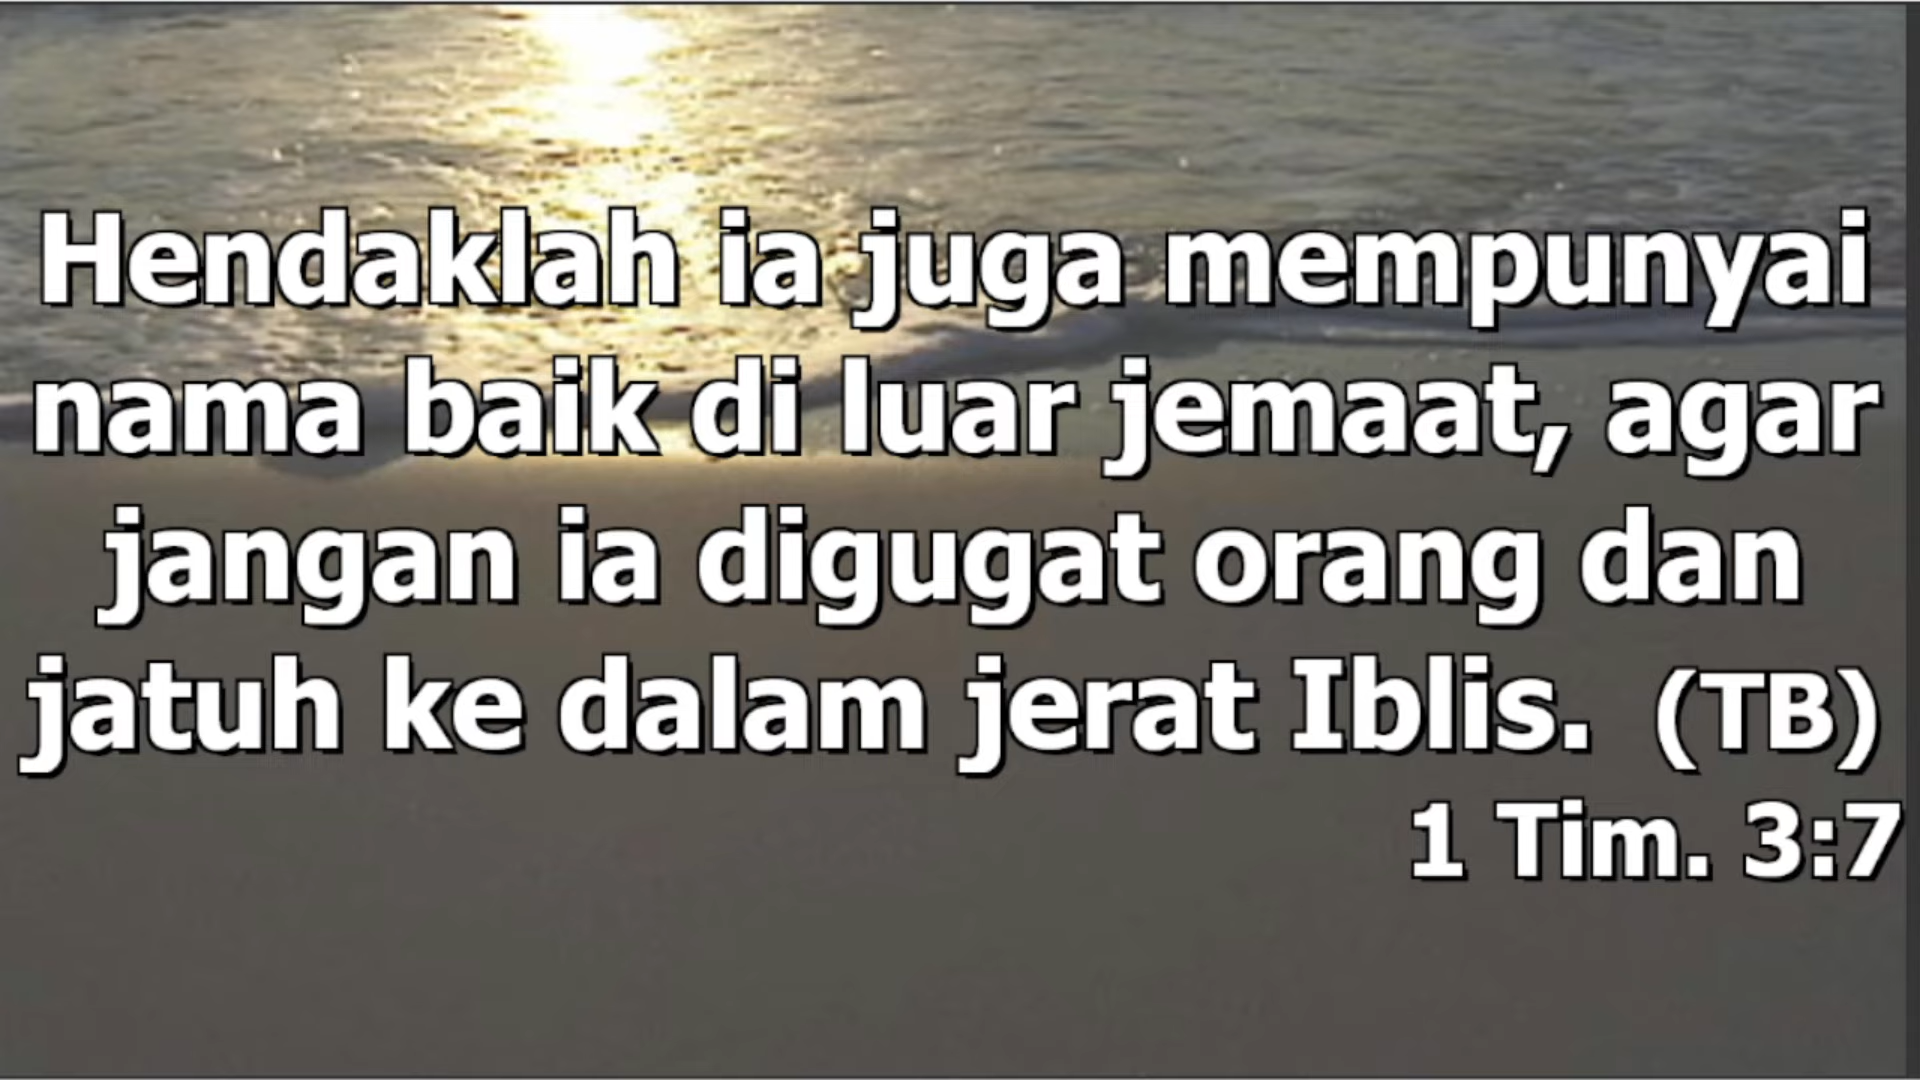 Hendaklah ia juga mempunyai
nama baik di luar jemaat, agar
jangan ia digugat orang dan
jatuh ke dalam jerat Iblis. (TB)
1 Tim. 3:7